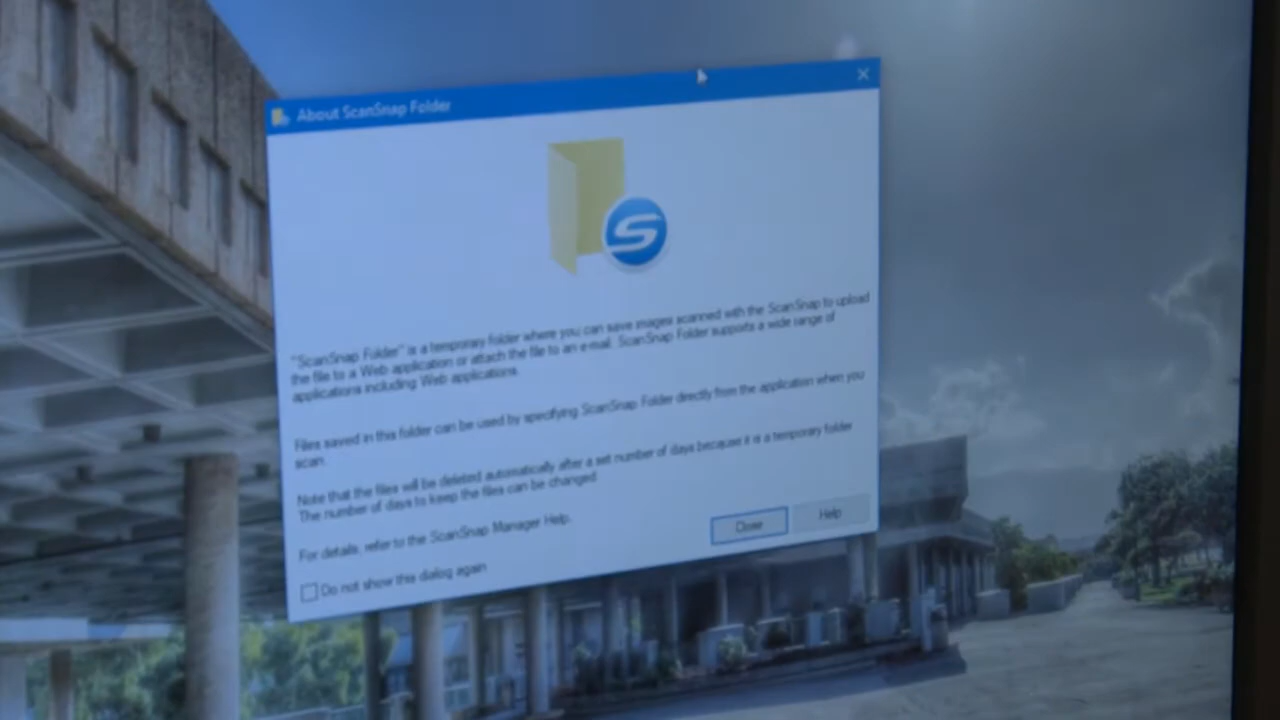 About ScanSnap Folder
"ScanSnap Folder" is a temporary folder where you can save images scanned with the ScanSnap to upload
the file to a Web application or attach the file to an e-mail. ScanSnap Folder supports a wide range of
applications including Web applications.
Files saved in this folder can be used by specifying ScanSnap Folder directly from the application when you
scan.
Note that the files will be deleted automatically after a set number of days because it is a temporary folder
The number of days to keep the files can be changed.
For details, refer to the ScanSnap Manager Help.
Do not show this dialog again
Close
Help